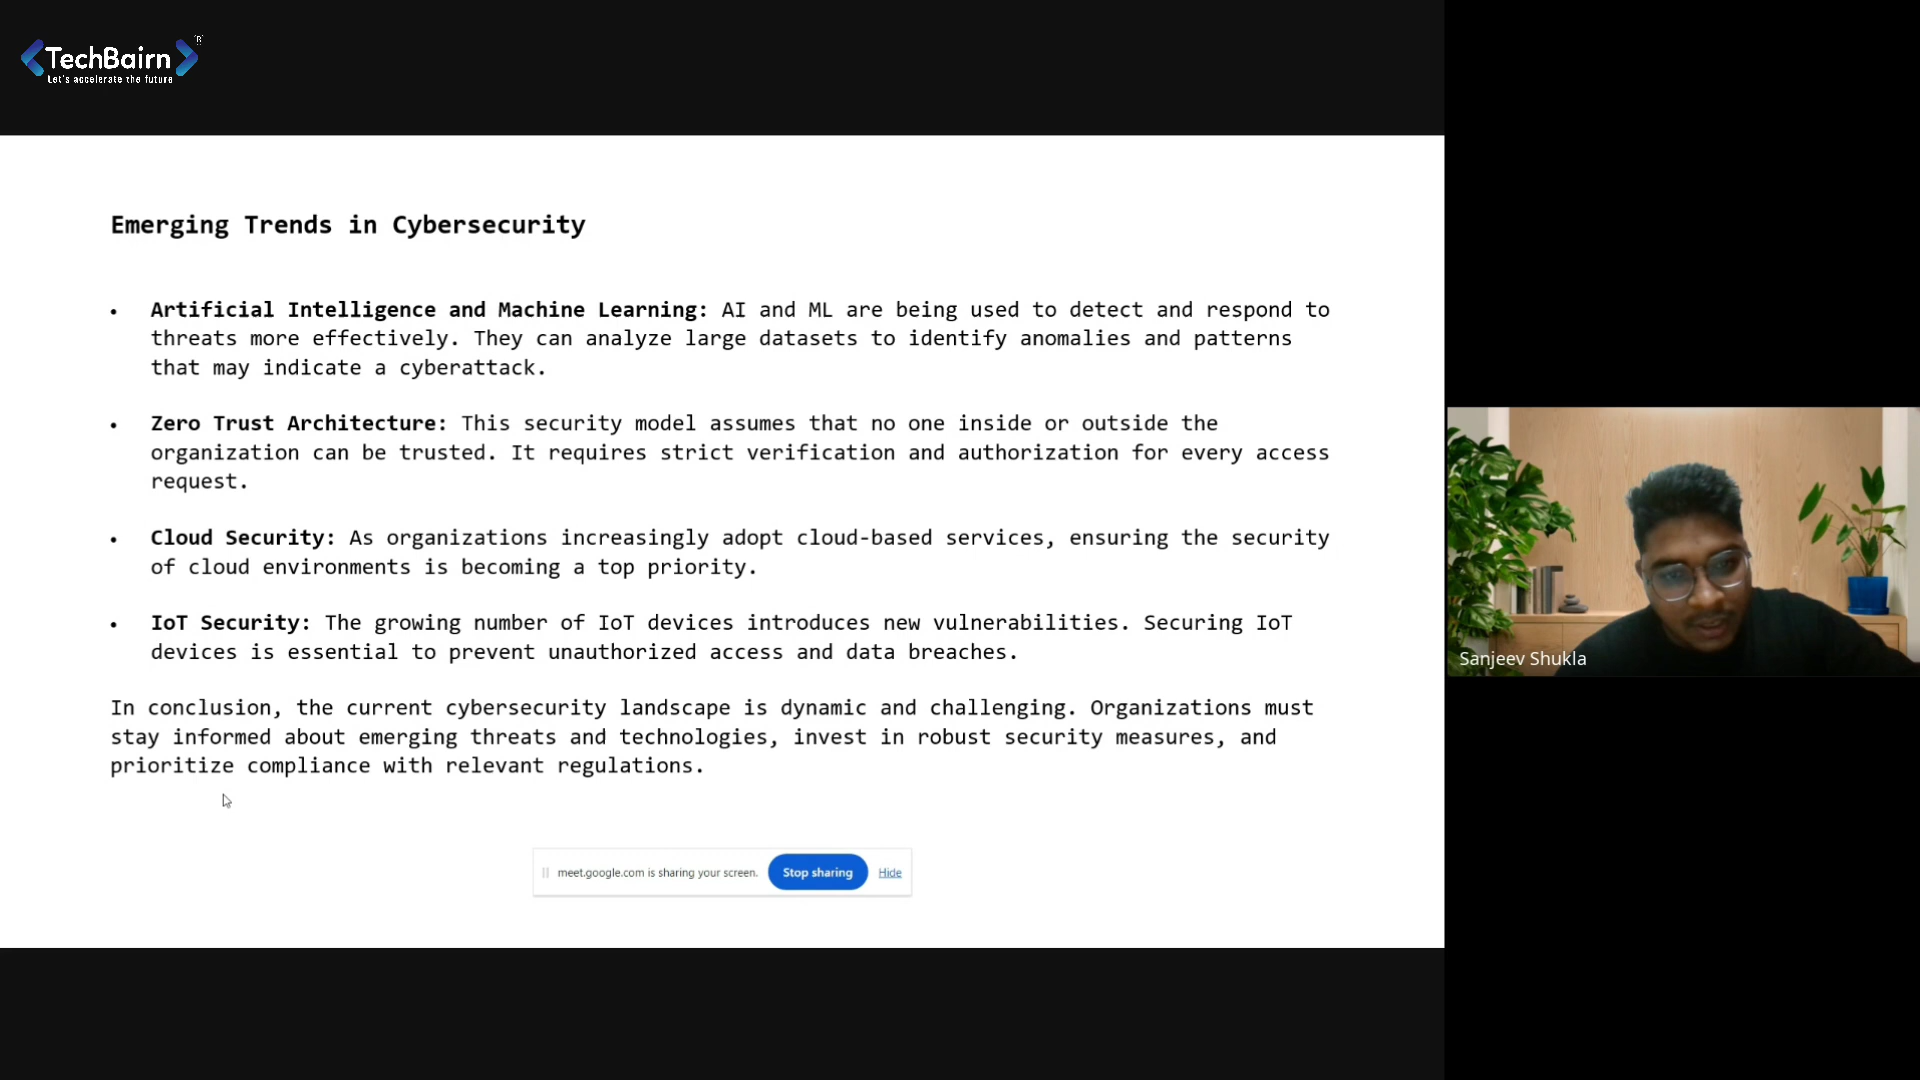 TechBairn
R
Let's accelerate the future
Emerging Trends in Cybersecurity
• Artificial Intelligence and Machine Learning: AI and ML are being used to detect and respond to
threats more effectively. They can analyze large datasets to identify anomalies and patterns
that may indicate a cyberattack.
• Zero Trust Architecture: This security model assumes that no one inside or outside the
organization can be trusted. It requires strict verification and authorization for every access
request.
• Cloud Security: As organizations increasingly adopt cloud-based services, ensuring the security
of cloud environments is becoming a top priority.
• IoT Security: The growing number of IoT devices introduces new vulnerabilities. Securing IoT
devices is essential to prevent unauthorized access and data breaches.
In conclusion, the current cybersecurity landscape is dynamic and challenging. Organizations must
stay informed about emerging threats and technologies, invest in robust security measures, and
prioritize compliance with relevant regulations.
meet.google.com is sharing your screen. Stop sharing Hide
Sanjeev Shukla